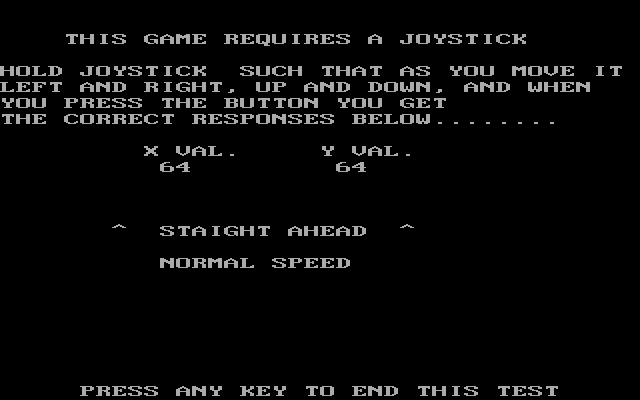 THIS GAME REQUIRES A JOYSTICK
HOLD JOYSTICK  SUCH THAT AS YOU MOVE IT
LEFT AND RIGHT, UP AND DOWN, AND WHEN
YOU PRESS THE BUTTON YOU GET
THE CORRECT RESPONSES BELOW........
X VAL.     Y VAL.
64         64
^  STAIGHT AHEAD  ^
NORMAL SPEED
PRESS ANY KEY TO END THIS TEST